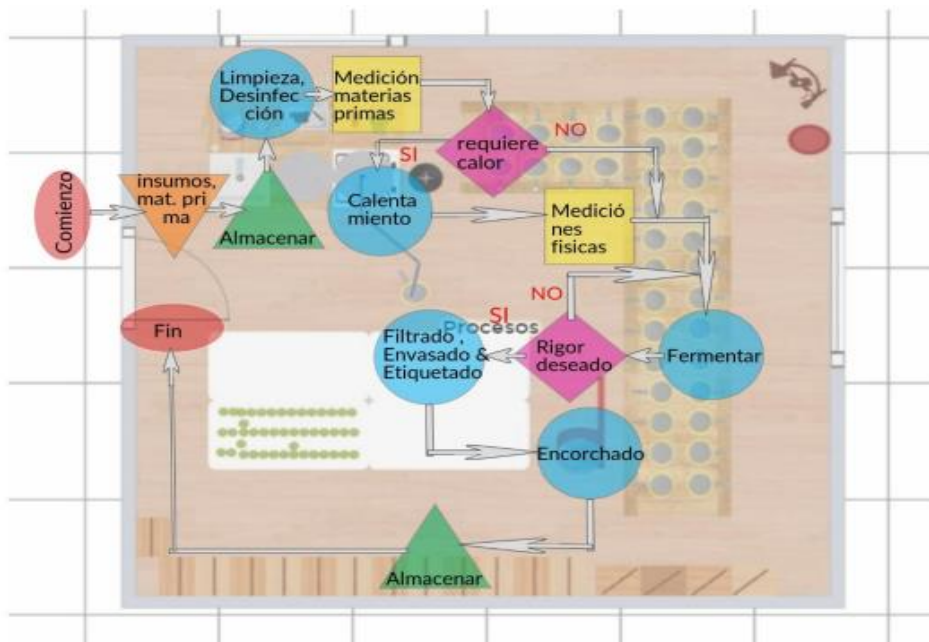 Limpieza,
Desinfec
ción
Medición
materias
primas
requiere
calor
NO
SI
Comienzo
insumos,
mat. pri
ma
Almacenar
Calenta
miento
Medicio
nes
fisicas
Fin
NO
SI
Procesos
Filtrado ,
Envasado &
Etiquetado
Rigor
deseado
Fermentar
Encorchado
Almacenar